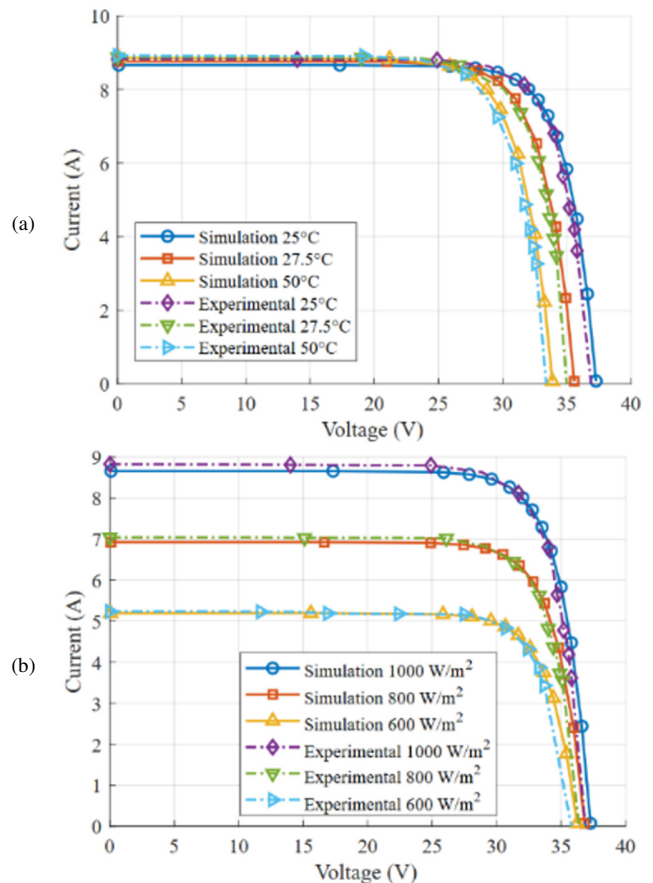 (a)
Current (A)
10
8
6
4
2
0
Simulation 25°C
Simulation 27.5°C
Simulation 50°C
Experimental 25°C
Experimental 27.5°C
Experimental 50°C
0 5 10 15 20 25 30 35 40
Voltage (V)
(b)
Current (A)
9
8
7
6
5
4
3
2
1
0
Simulation 1000 W/m²
Simulation 800 W/m²
Simulation 600 W/m²
Experimental 1000 W/m²
Experimental 800 W/m²
Experimental 600 W/m²
0 5 10 15 20 25 30 35 40
Voltage (V)